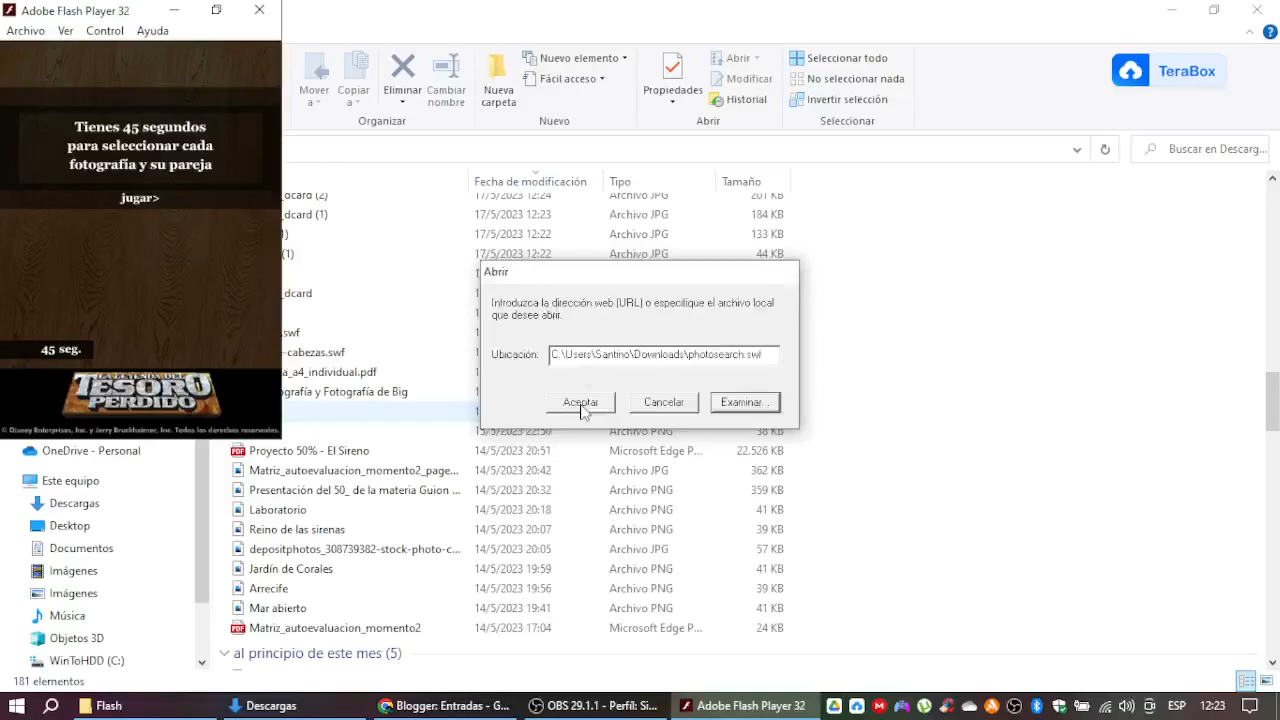 Adobe Flash Player 32
Archivo Ver Control Ayuda
Tienes 45 segundos
para seleccionar cada
fotografía y su pareja
jugar>
45 seg.
TESORO
PERDIDO
© Disney Enterprises, Inc. y Jerry Bruckheimer, Inc. Todos los derechos reservados.
Mover a
Copiar a
Eliminar
Cambiar nombre
Organizar
Nueva carpeta
Nuevo elemento
Fácil acceso
Nuevo
Propiedades
Abrir
Modificar
Historial
Abrir
Seleccionar todo
No seleccionar nada
Invertir selección
Seleccionar
TeraBox
Buscar en Descarg...
Fecha de modificación Tipo Tamaño
_dcard (2) 17/5/2023 12:24 Archivo JPG 201 KB
_dcard (1) 17/5/2023 12:23 Archivo JPG 184 KB
1) 17/5/2023 12:22 Archivo JPG 133 KB
(1) 17/5/2023 12:22 Archivo JPG 44 KB
_dcard
.swf
-cabezas.swf
_a4_individual.pdf
ografía y Fotografía de Big
Abrir
Introduzca la dirección web (URL) o especifique el archivo local
que desee abrir.
Ubicación: C:\Users\Santino\Downloads\photosearch.swf
Aceptar Cancelar Examinar...
15/5/2023 22:50 Archivo PNG 38 KB
Proyecto 50% - El Sireno 14/5/2023 20:51 Microsoft Edge P... 22.526 KB
Matriz_autoevaluacion_momento2_page... 14/5/2023 20:42 Archivo JPG 362 KB
Presentación del 50_ de la materia Guion ... 14/5/2023 20:32 Archivo PNG 359 KB
Laboratorio 14/5/2023 20:18 Archivo PNG 41 KB
Reino de las sirenas 14/5/2023 20:07 Archivo PNG 39 KB
depositphotos_308739382-stock-photo-c... 14/5/2023 20:05 Archivo JPG 57 KB
Jardín de Corales 14/5/2023 19:59 Archivo PNG 41 KB
Arrecife 14/5/2023 19:56 Archivo PNG 39 KB
Mar abierto 14/5/2023 19:41 Archivo PNG 41 KB
Matriz_autoevaluacion_momento2 14/5/2023 17:04 Microsoft Edge P... 24 KB
al principio de este mes (5)
OneDrive - Personal
Este equipo
Descargas
Desktop
Documentos
Imágenes
Imágenes
Música
Objetos 3D
WinToHDD (C:)
181 elementos
Flash
Descargas
Blogger: Entradas - G...
OBS 29.1.1 - Perfil: Si...
Adobe Flash Player 32
ESP 12:23